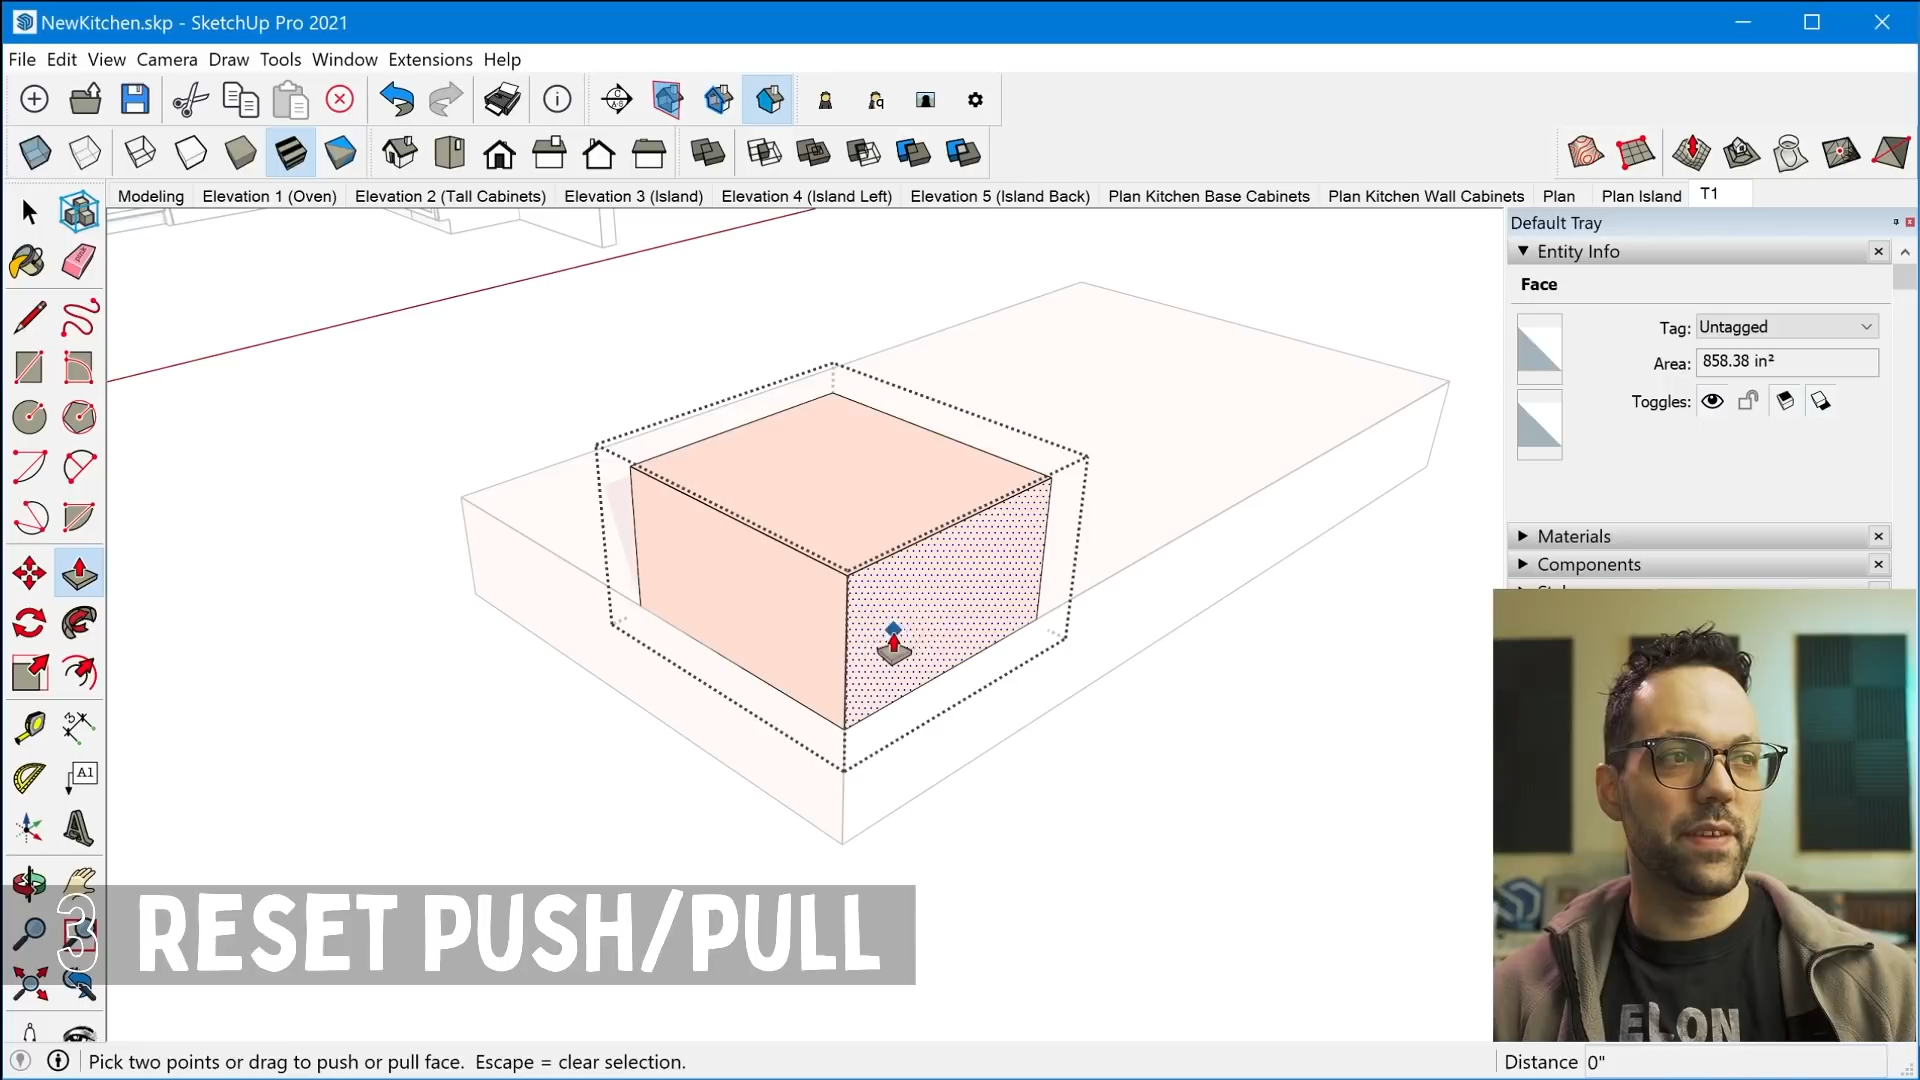 NewKitchen.skp - SketchUp Pro 2021
File Edit View Camera Draw Tools Window Extensions Help
Modeling Elevation 1 (Oven) Elevation 2 (Tall Cabinets) Elevation 3 (Island) Elevation 4 (Island Left) Elevation 5 (Island Back) Plan Kitchen Base Cabinets Plan Kitchen Wall Cabinets Plan Plan Island T1
Default Tray
Entity Info
Face
Tag: Untagged
Area: 858.38 in²
Toggles:
Materials
Components
A1
3 RESET PUSH/PULL
ELON
Pick two points or drag to push or pull face. Escape = clear selection.
Distance 0"